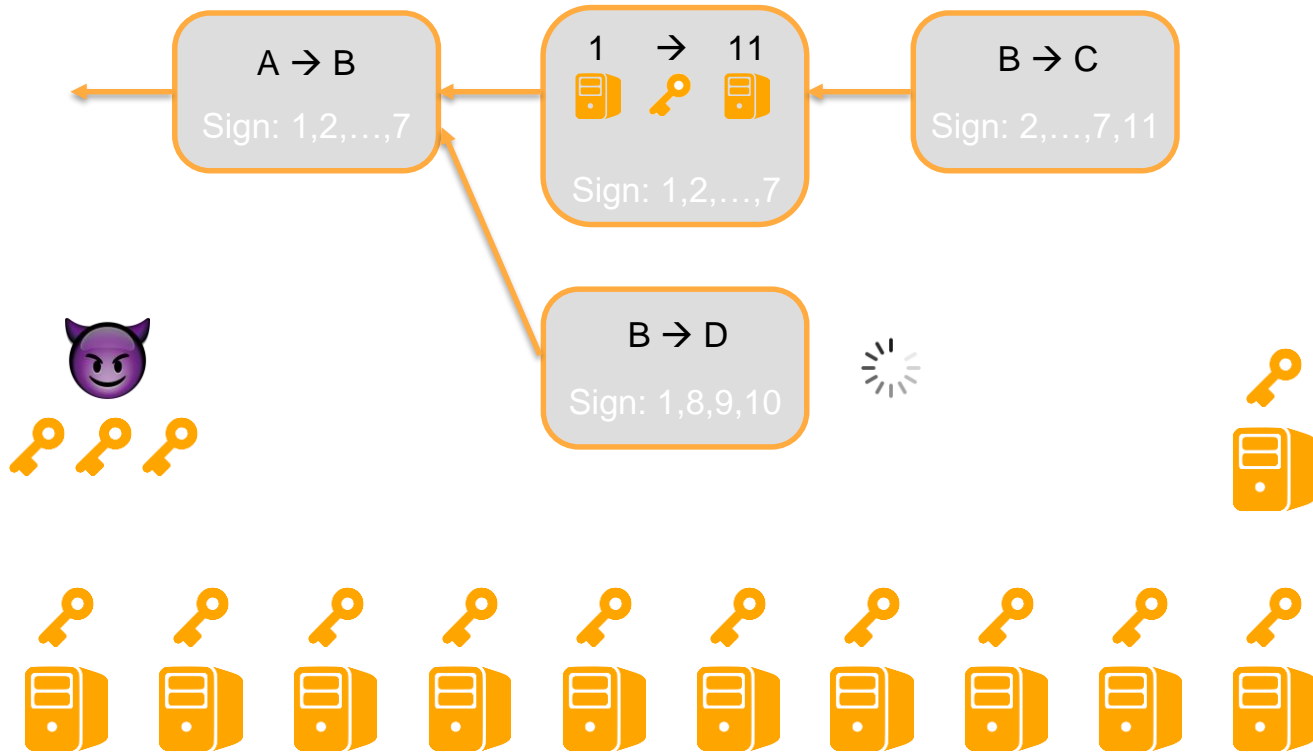 A → B
Sign: 1,2,…,7
1 → 11
Sign: 1,2,…,7
B → C
Sign: 2,…,7,11
B → D
Sign: 1,8,9,10